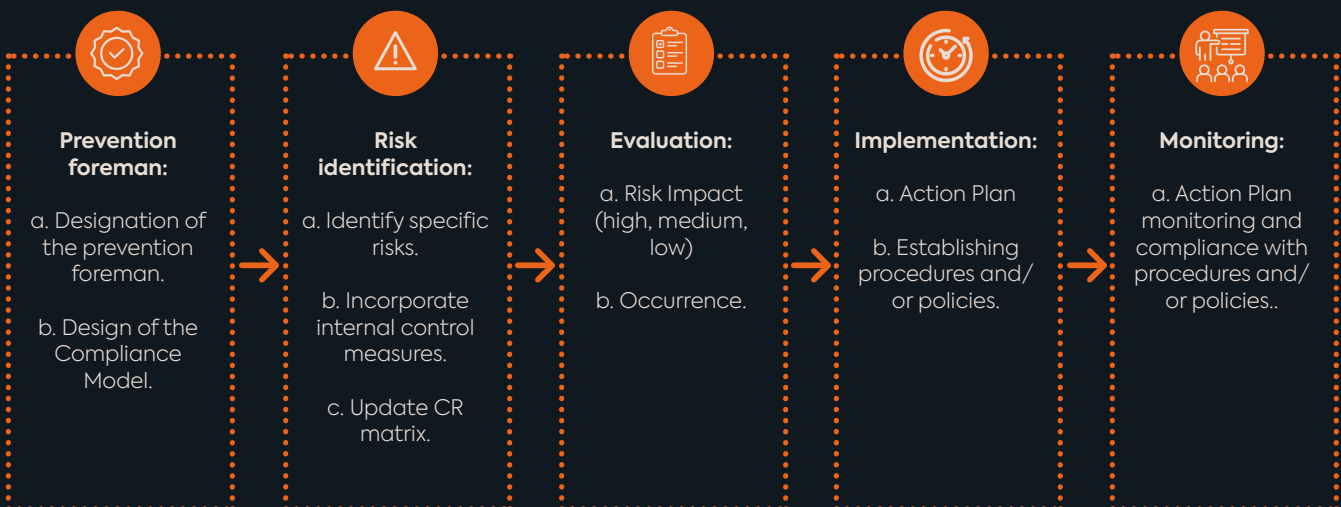 Prevention
foreman:
a. Designation of
the prevention
foreman.
b. Design of the
Compliance
Model.
Risk
identification:
a. Identify specific
risks.
b. Incorporate
internal control
measures.
c. Update CR
matrix.
Evaluation:
a. Risk Impact
(high, medium,
low)
b. Occurrence.
Implementation:
a. Action Plan
b. Establishing
procedures and/
or policies.
Monitoring:
a. Action Plan
monitoring and
compliance with
procedures and/
or policies..